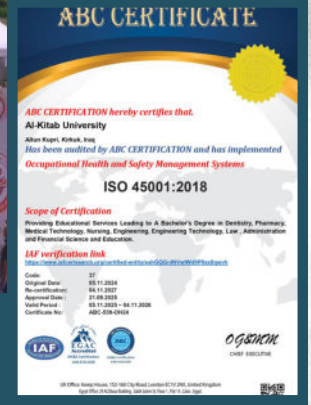 ABC CERTIFICATE
ABC CERTIFICATION hereby certifies that.
Al-Kitab University
Altun Kupri, Kirkuk, Iraq
Has been audited by ABC CERTIFICATION and has implemented
Occupational Health and Safety Management Systems
ISO 45001:2018
Scope of Certification
Providing Educational Services Leading to A Bachelor's Degree in Dentistry, Pharmacy,
Medical Technology, Nursing, Engineering, Engineering Technology, Law , Administration
and Financial Science and Education.
IAF verification link
Code: 37
Original Date: 05.11.2024
Re-certification: 04.11.2027
Approval Date : 21.09.2025
Valid Period : 05.11.2025 – 04.11.2026
Certificate No: ABC-539-OH24
IAF
EGAC
Accredited
CHIEF EXECUTIVE